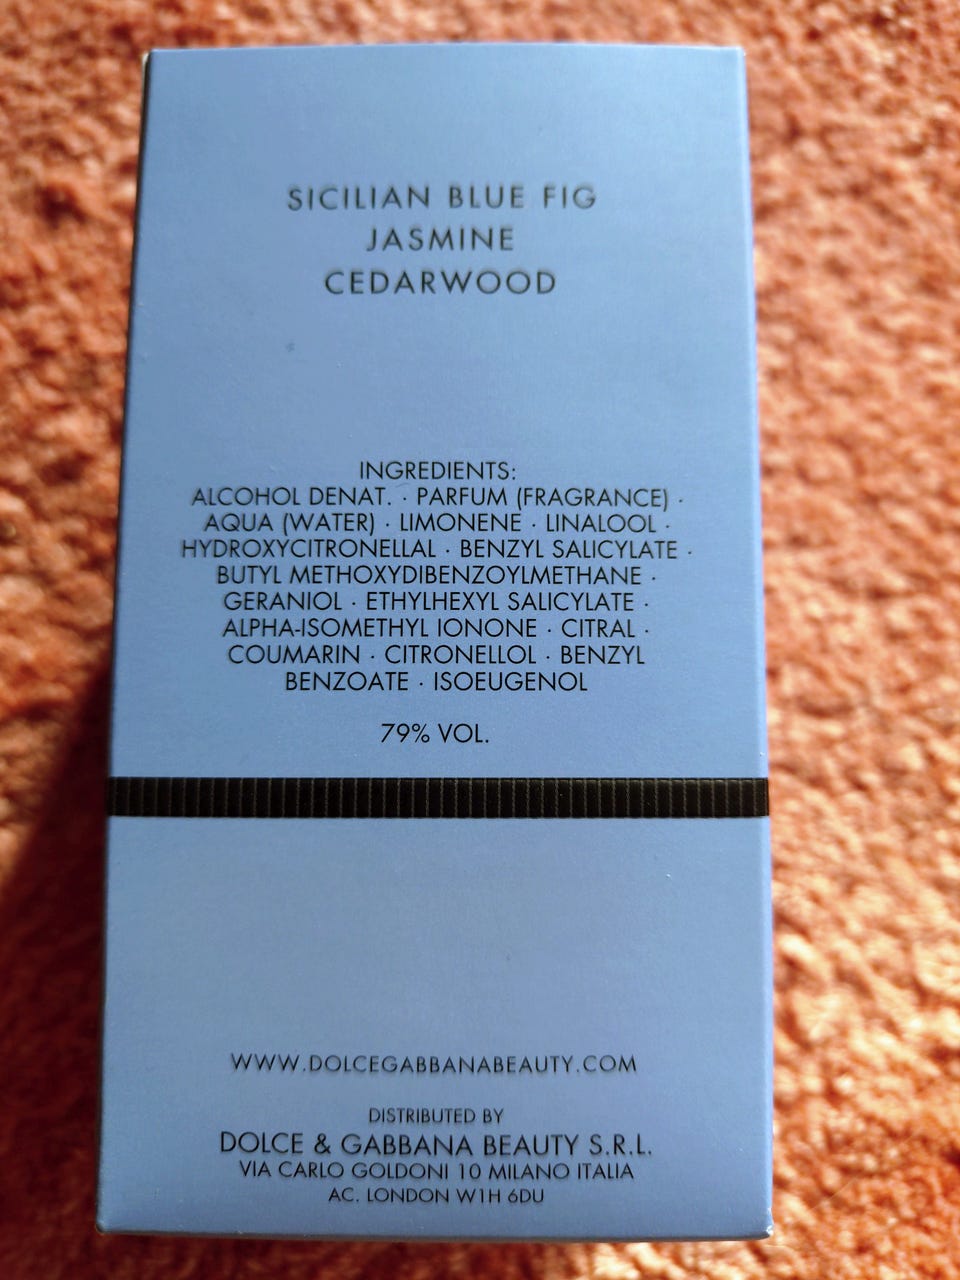 SICILIAN BLUE FIG
JASMINE
CEDARWOOD
INGREDIENTS:
ALCOHOL DENAT. · PARFUM (FRAGRANCE) ·
AQUA (WATER) · LIMONENE · LINALOOL ·
HYDROXYCITRONELLAL · BENZYL SALICYLATE ·
BUTYL METHOXYDIBENZOYLMETHANE ·
GERANIOL · ETHYLHEXYL SALICYLATE ·
ALPHA-ISOMETHYL IONONE · CITRAL ·
COUMARIN · CITRONELLOL · BENZYL
BENZOATE · ISOEUGENOL
79% VOL.
WWW.DOLCEGABBANABEAUTY.COM
DISTRIBUTED BY
DOLCE & GABBANA BEAUTY S.R.L.
VIA CARLO GOLDONI 10 MILANO ITALIA
AC. LONDON W1H 6DU